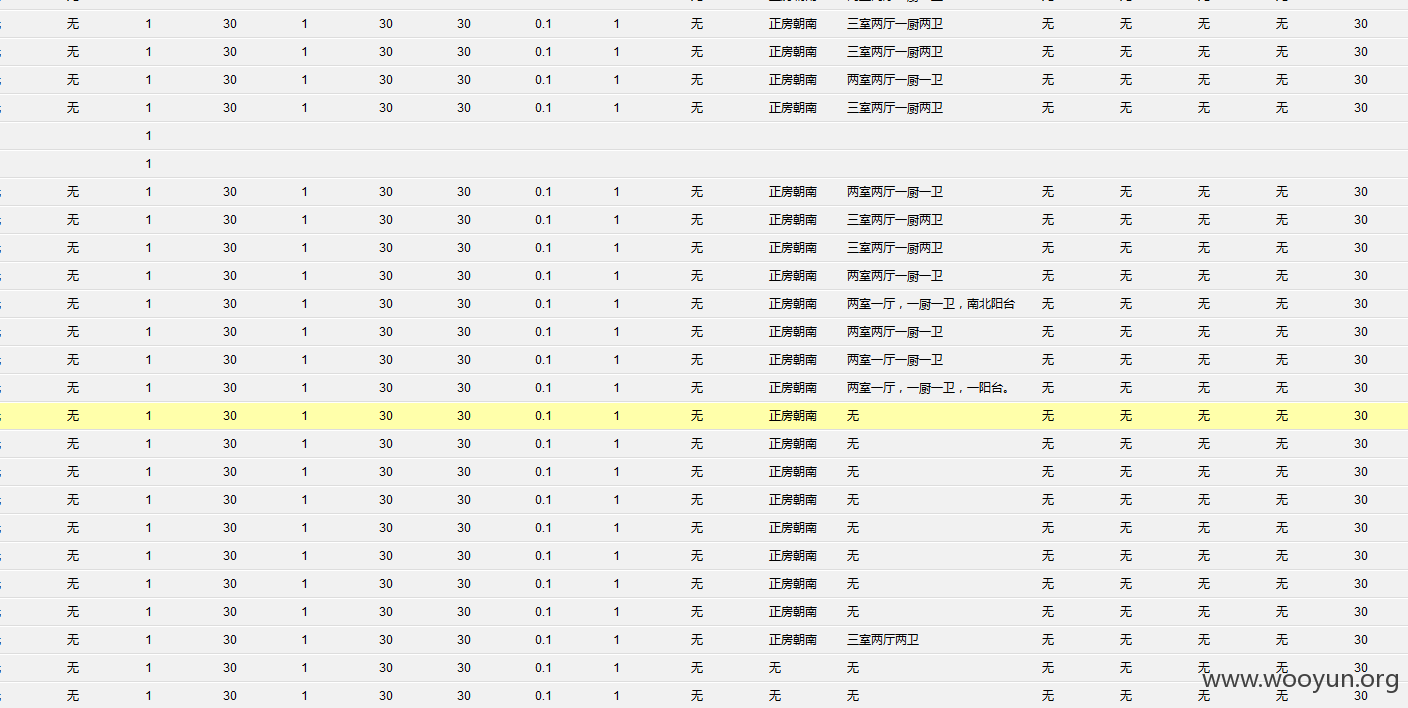 无 1 30 1 30 30 0.1 1 无 正房朝南 三室两厅一厨两卫 无 无 无 无 30
无 1 30 1 30 30 0.1 1 无 正房朝南 三室两厅一厨两卫 无 无 无 无 30
无 1 30 1 30 30 0.1 1 无 正房朝南 两室两厅一厨一卫 无 无 无 无 30
无 1 30 1 30 30 0.1 1 无 正房朝南 三室两厅一厨两卫 无 无 无 无 30
1
1
无 1 30 1 30 30 0.1 1 无 正房朝南 两室两厅一厨一卫 无 无 无 无 30
无 1 30 1 30 30 0.1 1 无 正房朝南 三室两厅一厨两卫 无 无 无 无 30
无 1 30 1 30 30 0.1 1 无 正房朝南 三室两厅一厨两卫 无 无 无 无 30
无 1 30 1 30 30 0.1 1 无 正房朝南 两室两厅一厨一卫 无 无 无 无 30
无 1 30 1 30 30 0.1 1 无 正房朝南 两室一厅，一厨一卫，南北阳台 无 无 无 无 30
无 1 30 1 30 30 0.1 1 无 正房朝南 两室两厅一厨一卫 无 无 无 无 30
无 1 30 1 30 30 0.1 1 无 正房朝南 两室一厅一厨一卫 无 无 无 无 30
无 1 30 1 30 30 0.1 1 无 正房朝南 两室一厅，一厨一卫，一阳台。 无 无 无 无 30
无 1 30 1 30 30 0.1 1 无 正房朝南 无 无 无 无 无 30
无 1 30 1 30 30 0.1 1 无 正房朝南 无 无 无 无 无 30
无 1 30 1 30 30 0.1 1 无 正房朝南 无 无 无 无 无 30
无 1 30 1 30 30 0.1 1 无 正房朝南 无 无 无 无 无 30
无 1 30 1 30 30 0.1 1 无 正房朝南 无 无 无 无 无 30
无 1 30 1 30 30 0.1 1 无 正房朝南 无 无 无 无 无 30
无 1 30 1 30 30 0.1 1 无 正房朝南 无 无 无 无 无 30
无 1 30 1 30 30 0.1 1 无 正房朝南 无 无 无 无 无 30
无 1 30 1 30 30 0.1 1 无 正房朝南 三室两厅两卫 无 无 无 无 30
无 1 30 1 30 30 0.1 1 无 无 无 无 无 无 无 30
www.wooyun.org
无 1 30 1 30 30 0.1 1 无 无 无 无 无 无 无 30